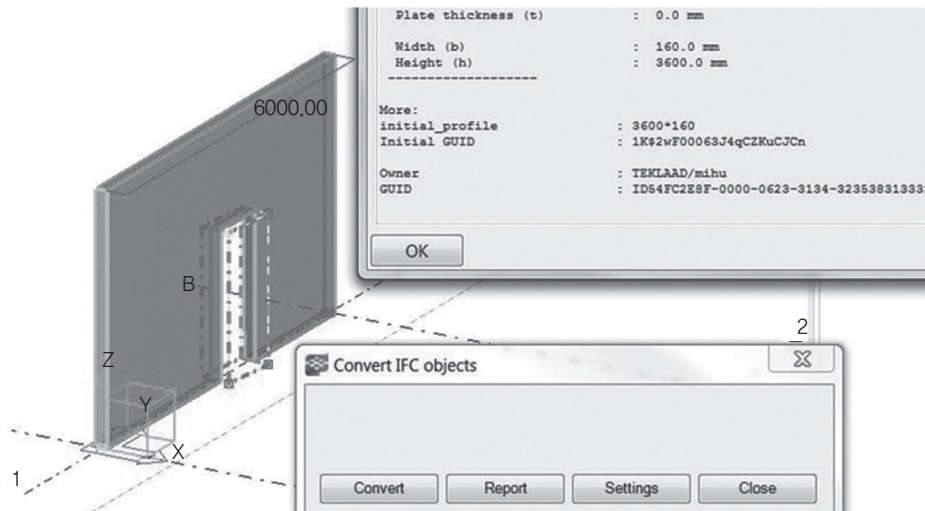 Plate thickness (t) : 0.0 mm
Width (b) : 160.0 mm
Height (h) : 3600.0 mm
--------------------
More:
initial_profile : 3600*160
Initial GUID : 1K$2wF00063J4qCZKuCJCn
Owner : TEKLAAD/mihu
GUID : ID54FC2E8F-0000-0623-3134-323538313333
OK
6000.00
B
Z
Y
X
1
2
Convert IFC objects
Convert
Report
Settings
Close